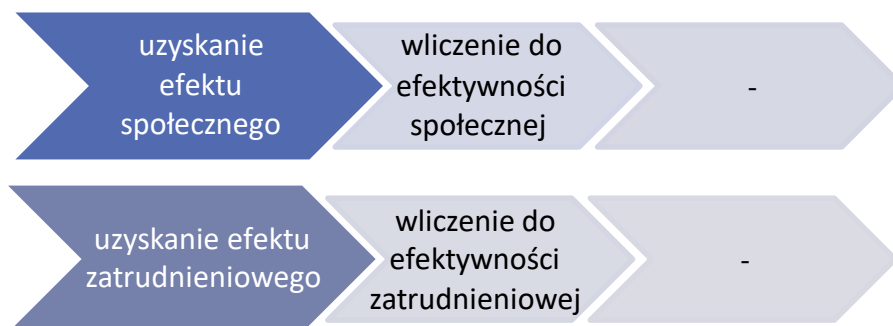 uzyskanie
efektu
społecznego
wliczenie do
efektywności
społecznej
-
uzyskanie efektu
zatrudnieniowego
wliczenie do
efektywności
zatrudnieniowej
-